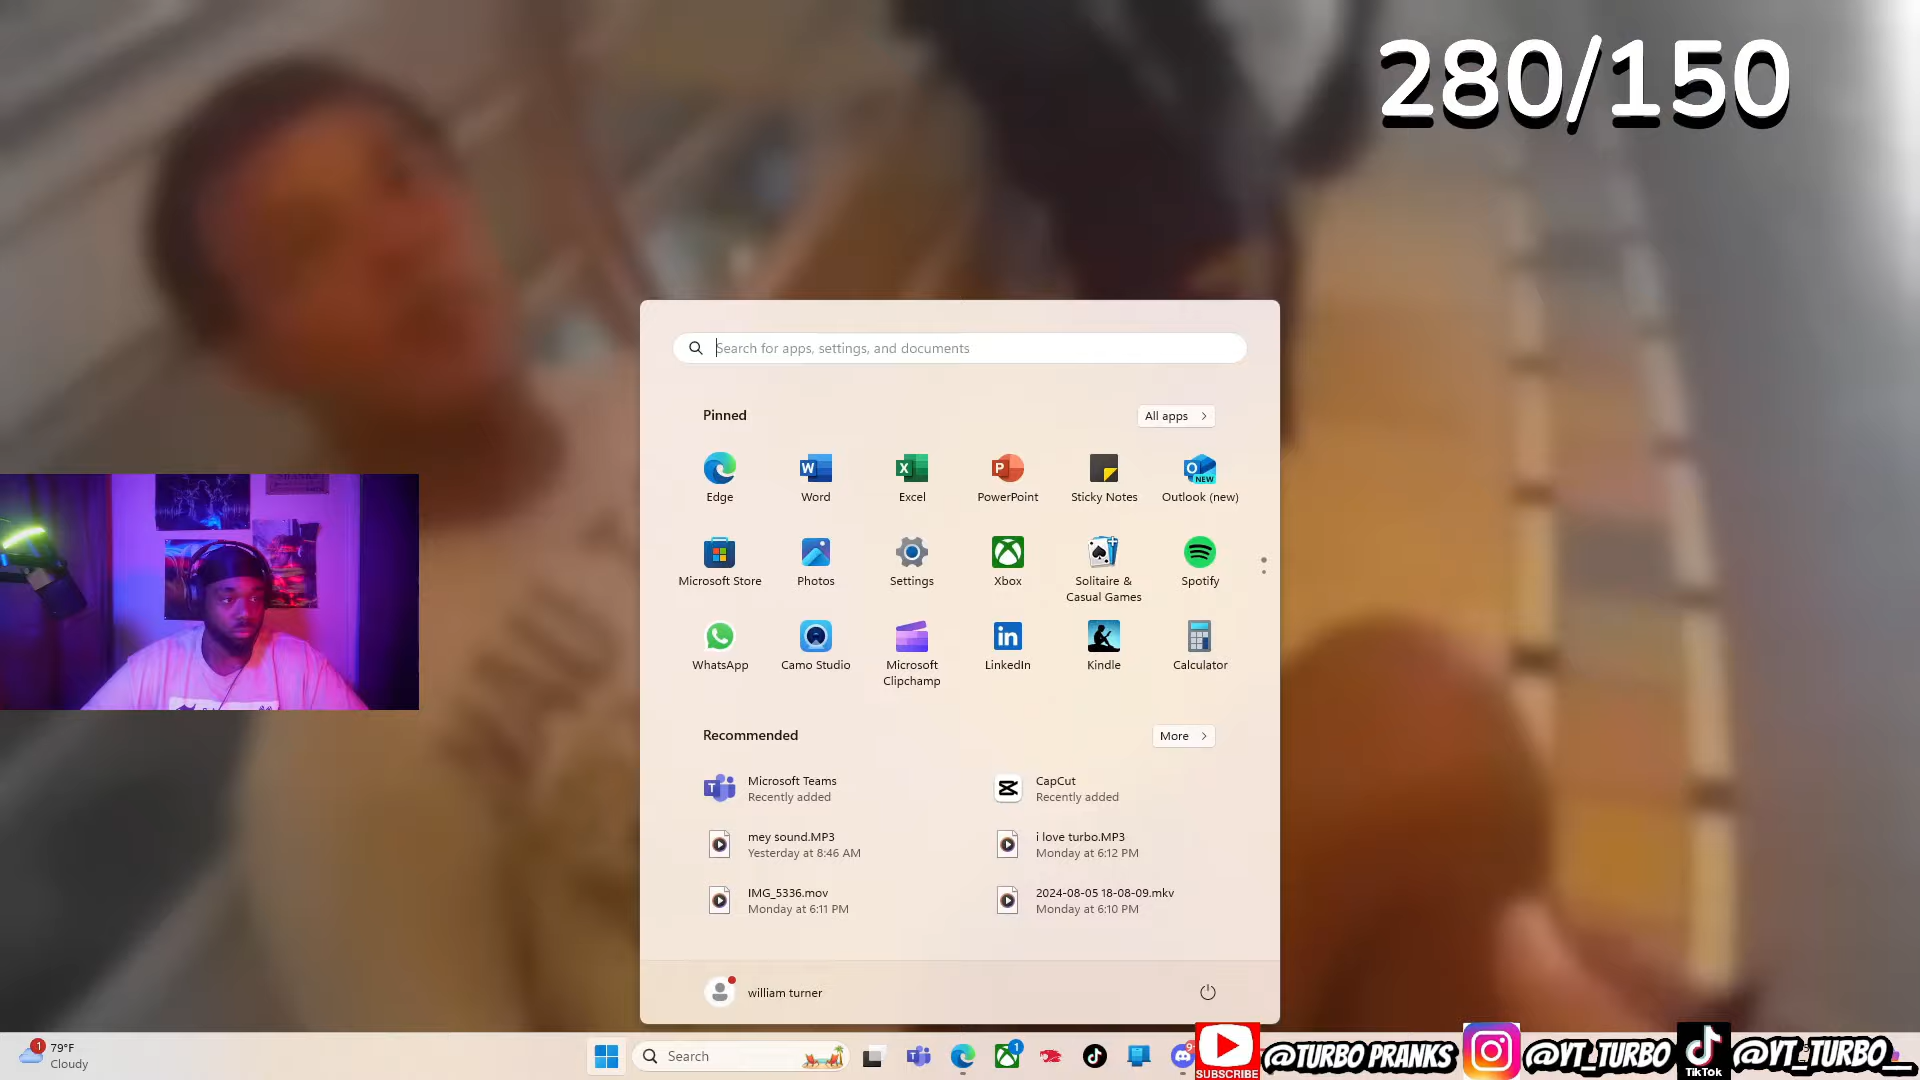 280/150
Search for apps, settings, and documents
Pinned
All apps
Edge
Word
Excel
PowerPoint
Sticky Notes
Outlook (new)
Microsoft Store
Photos
Settings
Xbox
Solitaire &
Casual Games
Spotify
WhatsApp
Camo Studio
Microsoft
Clipchamp
LinkedIn
Kindle
Calculator
Recommended
More
Microsoft Teams
Recently added
CapCut
Recently added
mey sound.MP3
Yesterday at 8:46 AM
i love turbo.MP3
Monday at 6:12 PM
IMG_5336.mov
Monday at 6:11 PM
2024-08-05 18-08-09.mkv
Monday at 6:10 PM
william turner
1
79°F
Cloudy
Search
1
SUBSCRIBE
@TURBO PRANKS
@YT_TURBO
TikTok
@YT_TURBO__